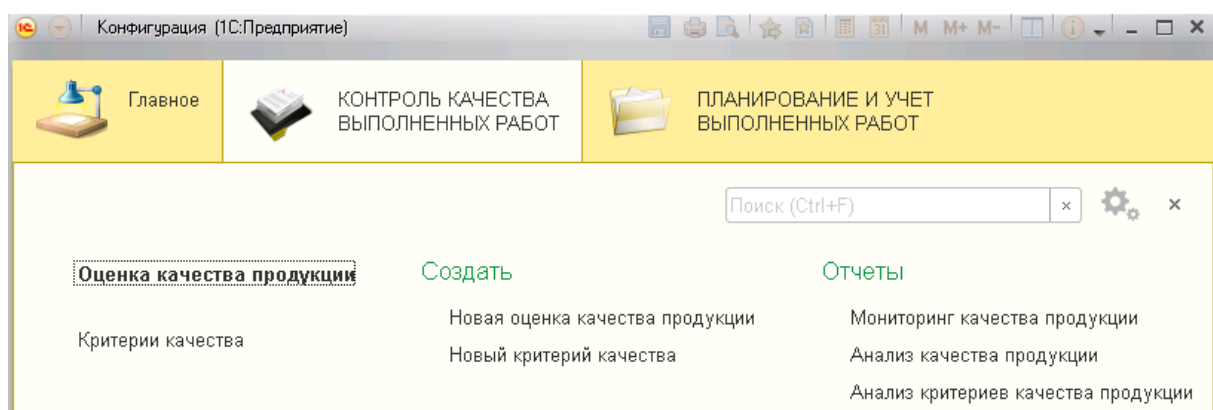 1С Конфигурация (1С:Предприятие) 31 M M+ M- i
Главное
КОНТРОЛЬ КАЧЕСТВА
ВЫПОЛНЕННЫХ РАБОТ
ПЛАНИРОВАНИЕ И УЧЕТ
ВЫПОЛНЕННЫХ РАБОТ
Поиск (Ctrl+F) ×
Оценка качества продукции
Критерии качества
Создать
Новая оценка качества продукции
Новый критерий качества
Отчеты
Мониторинг качества продукции
Анализ качества продукции
Анализ критериев качества продукции